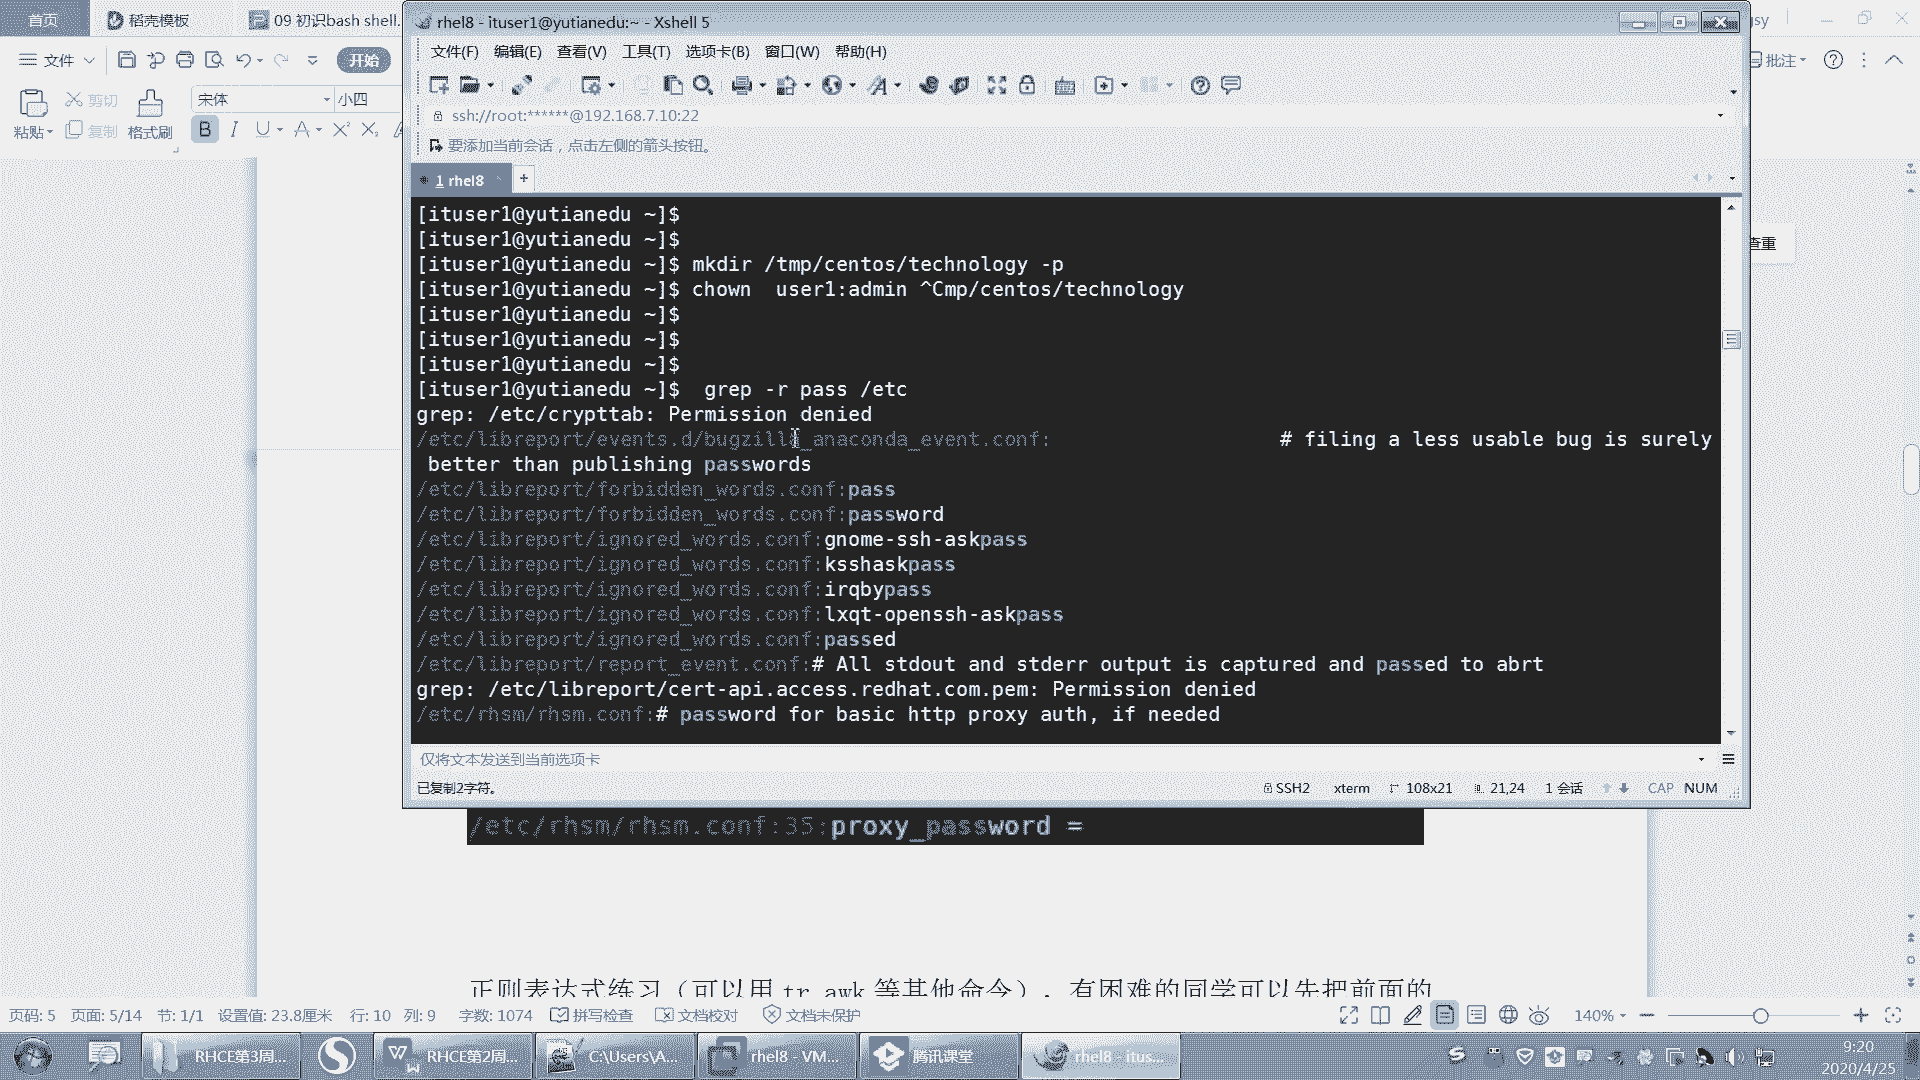 首页
稻壳模板
09 初识bash shell.
rhel8 - ituser1@yutianedu:~ - Xshell 5
文件
开始
批注
文件(F) 编辑(E) 查看(V) 工具(T) 选项卡(B) 窗口(W) 帮助(H)
粘贴
剪切
复制
格式刷
宋体
小四
B I U A X² X₂
ssh://root:******@192.168.7.10:22
要添加当前会话，点击左侧的箭头按钮。
1 rhel8
+
查重
[ituser1@yutianedu ~]$
[ituser1@yutianedu ~]$
[ituser1@yutianedu ~]$ mkdir /tmp/centos/technology -p
[ituser1@yutianedu ~]$ chown  user1:admin ^Cmp/centos/technology
[ituser1@yutianedu ~]$
[ituser1@yutianedu ~]$
[ituser1@yutianedu ~]$
[ituser1@yutianedu ~]$  grep -r pass /etc
grep: /etc/crypttab: Permission denied
/etc/libreport/events.d/bugzilla_anaconda_event.conf:                   # filing a less usable bug is surely
 better than publishing passwords
/etc/libreport/forbidden_words.conf:pass
/etc/libreport/forbidden_words.conf:password
/etc/libreport/ignored_words.conf:gnome-ssh-askpass
/etc/libreport/ignored_words.conf:ksshaskpass
/etc/libreport/ignored_words.conf:irqbypass
/etc/libreport/ignored_words.conf:lxqt-openssh-askpass
/etc/libreport/ignored_words.conf:passed
/etc/libreport/report_event.conf:# All stdout and stderr output is captured and passed to abrt
grep: /etc/libreport/cert-api.access.redhat.com.pem: Permission denied
/etc/rhsm/rhsm.conf:# password for basic http proxy auth, if needed
仅将文本发送到当前选项卡
已复制2字符。
SSH2 xterm 108x21 21,24 1 会话 CAP NUM
/etc/rhsm/rhsm.conf:35:proxy_password =
正则表达式练习（可以用 tr awk 等其他命令），有困难的同学可以先把前面的
页码: 5 页面: 5/14 节: 1/1 设置值: 23.8厘米 行: 10 列: 9 字数: 1074 拼写检查 文档校对 文档未保护 140%
RHCE第3周... RHCE第2周... C:\Users\A... rhel8 - VM... 腾讯课堂 rhel8 - itus...
9:20
2020/4/25